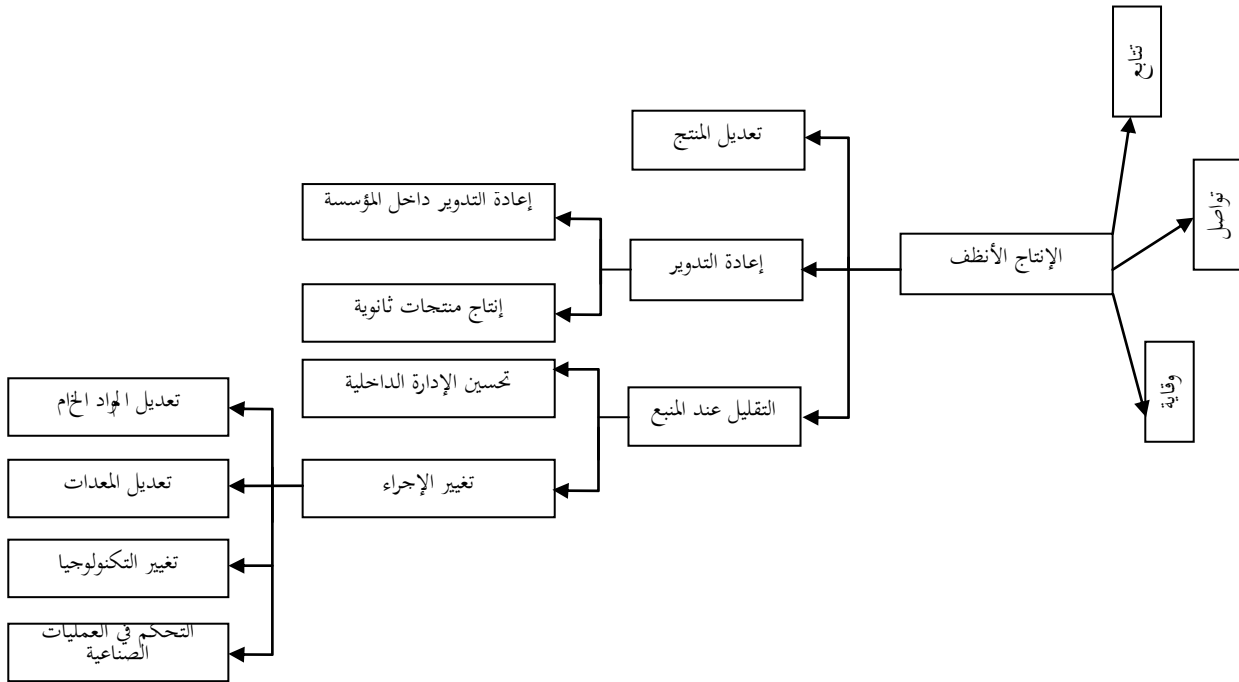 تتابع
تواصل
وقاية
الإنتاج الأنظف
تعديل المنتج
إعادة التدوير
التقليل عند المنبع
إعادة التدوير داخل المؤسسة
إنتاج منتجات ثانوية
تحسين الإدارة الداخلية
تغيير الإجراء
تعديل المواد الخام
تعديل المعدات
تغيير التكنولوجيا
التحكم في العمليات
الصناعية